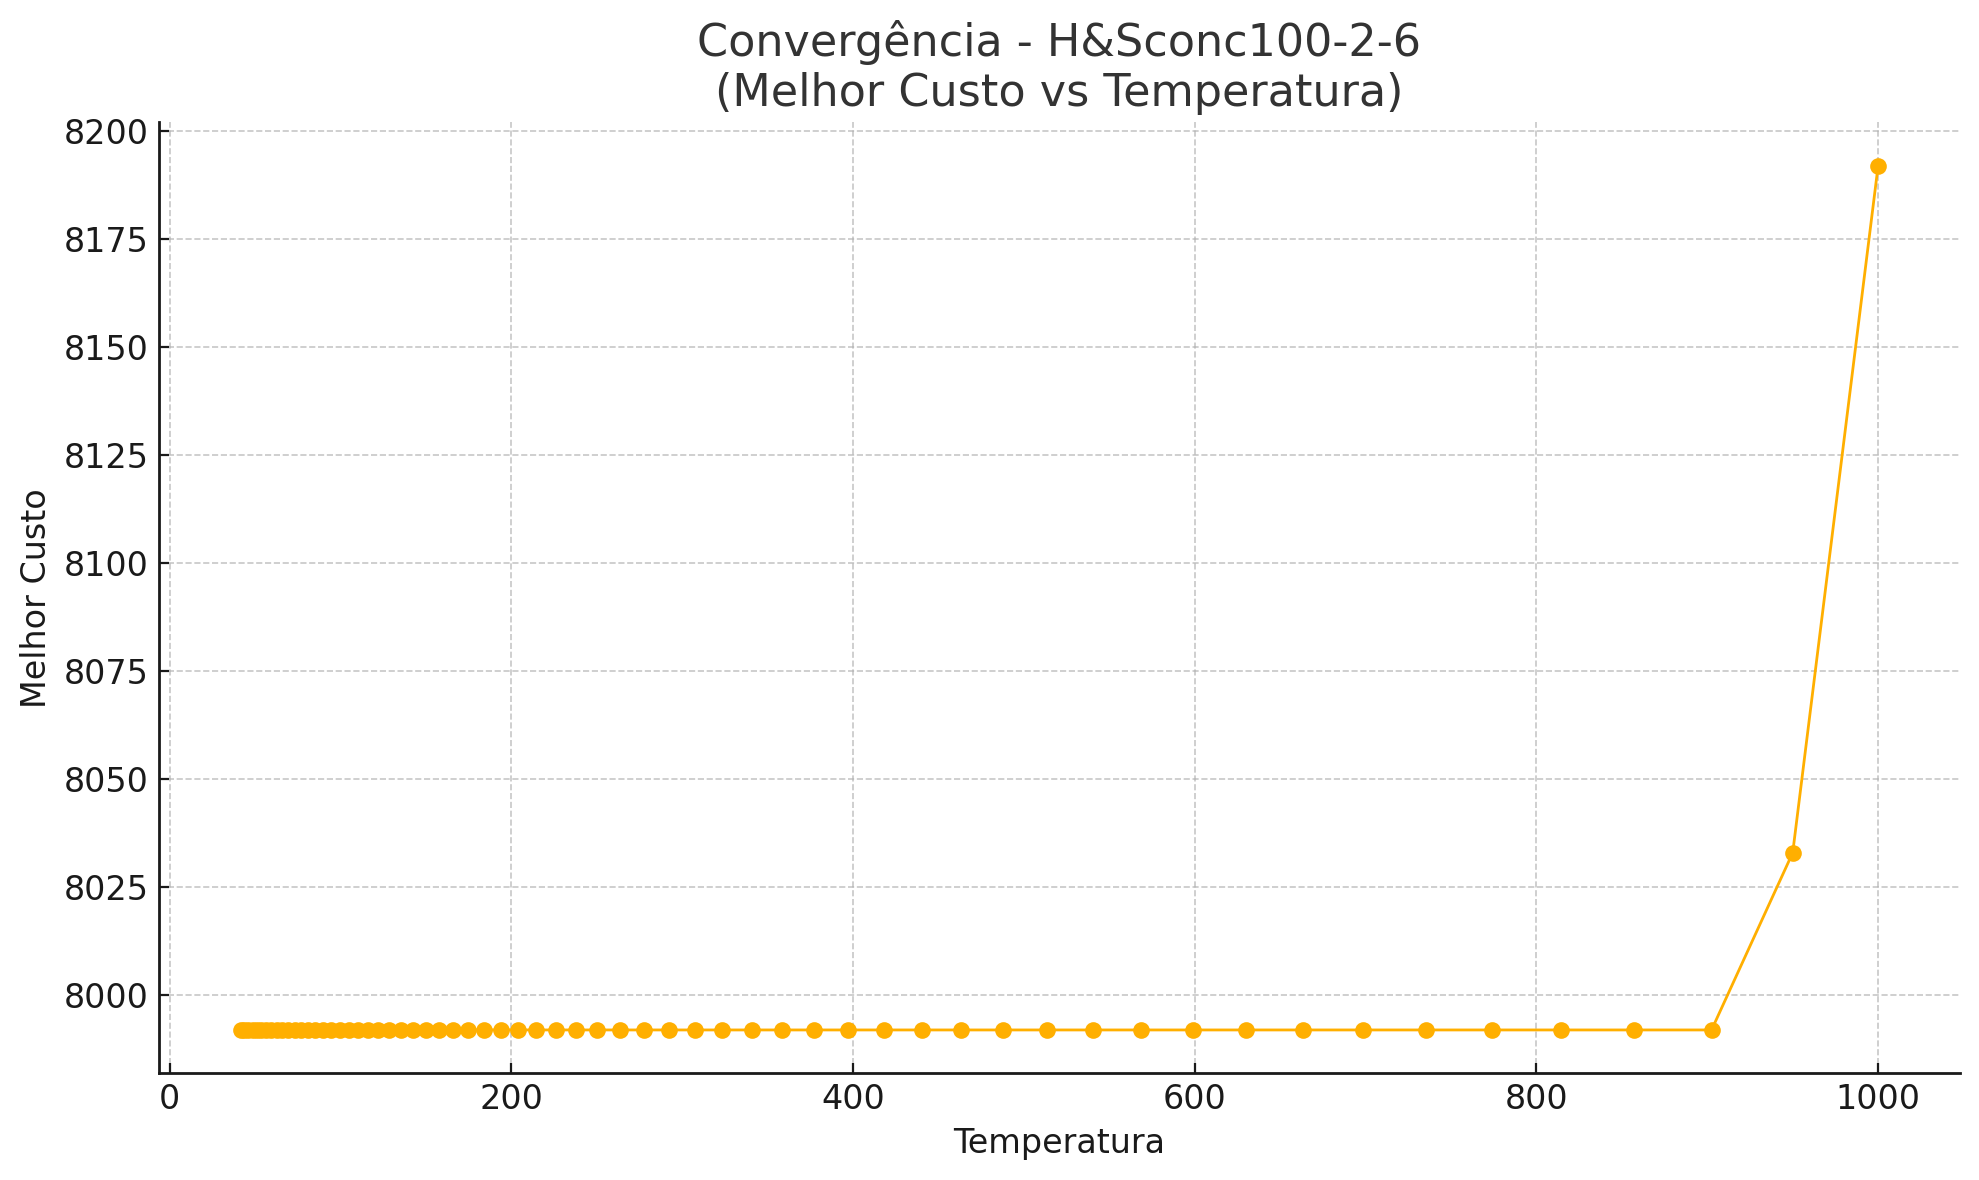 Convergência - H&Sconc100-2-6
(Melhor Custo vs Temperatura)
8200
8175
8150
8125
8100
8075
8050
8025
8000
Melhor Custo
0 200 400 600 800 1000
Temperatura